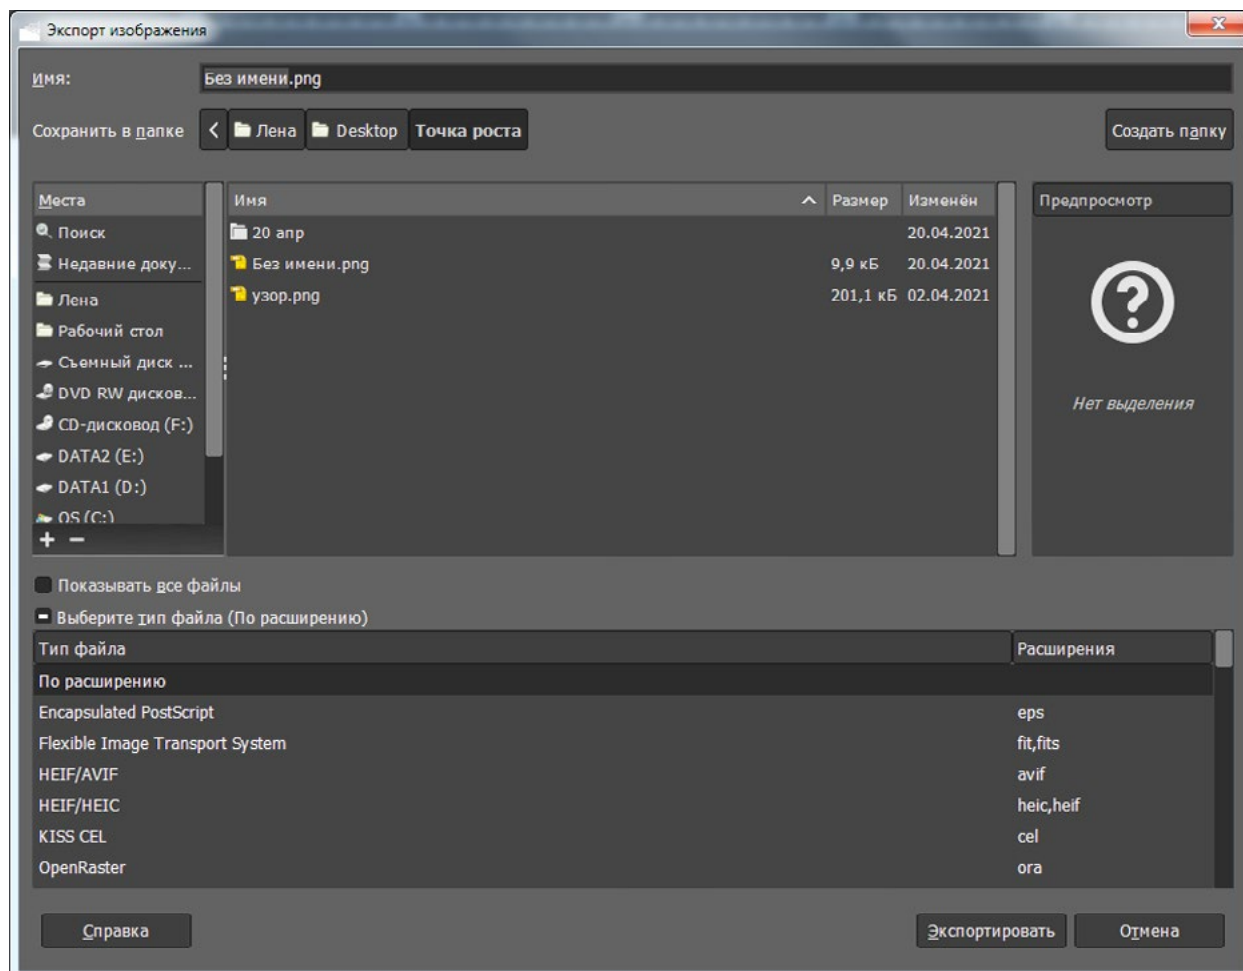 Экспорт изображения
Имя: Без имени.png
Сохранить в папке Лена Desktop Точка роста Создать папку
Места Имя Размер Изменён Предпросмотр
Поиск 20 апр 20.04.2021
Недавние доку... Без имени.png 9,9 кБ 20.04.2021
Лена узор.png 201,1 кБ 02.04.2021
Рабочий стол
Съемный диск ...
DVD RW дисков... Нет выделения
CD-дисковод (F:)
DATA2 (E:)
DATA1 (D:)
OS (C:)
Показывать все файлы
Выберите тип файла (По расширению)
Тип файла Расширения
По расширению
Encapsulated PostScript eps
Flexible Image Transport System fit,fits
HEIF/AVIF avif
HEIF/HEIC heic,heif
KISS CEL cel
OpenRaster ora
Справка Экспортировать Отмена